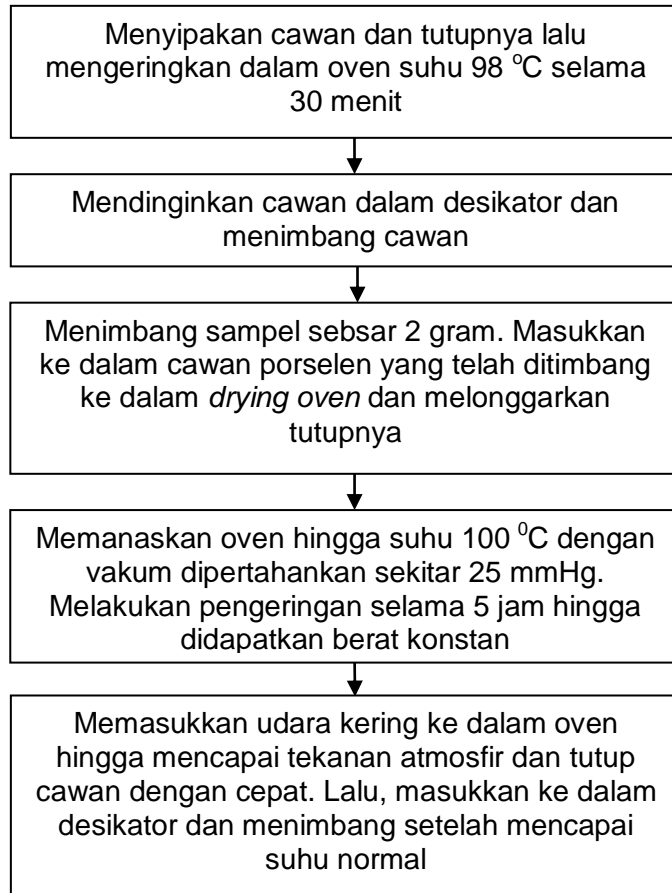 Menyipakan cawan dan tutupnya lalu
mengeringkan dalam oven suhu 98 °C selama
30 menit
Mendinginkan cawan dalam desikator dan
menimbang cawan
Menimbang sampel sebsar 2 gram. Masukkan
ke dalam cawan porselen yang telah ditimbang
ke dalam drying oven dan melonggarkan
tutupnya
Memanaskan oven hingga suhu 100 ⁰C dengan
vakum dipertahankan sekitar 25 mmHg.
Melakukan pengeringan selama 5 jam hingga
didapatkan berat konstan
Memasukkan udara kering ke dalam oven
hingga mencapai tekanan atmosfir dan tutup
cawan dengan cepat. Lalu, masukkan ke dalam
desikator dan menimbang setelah mencapai
suhu normal